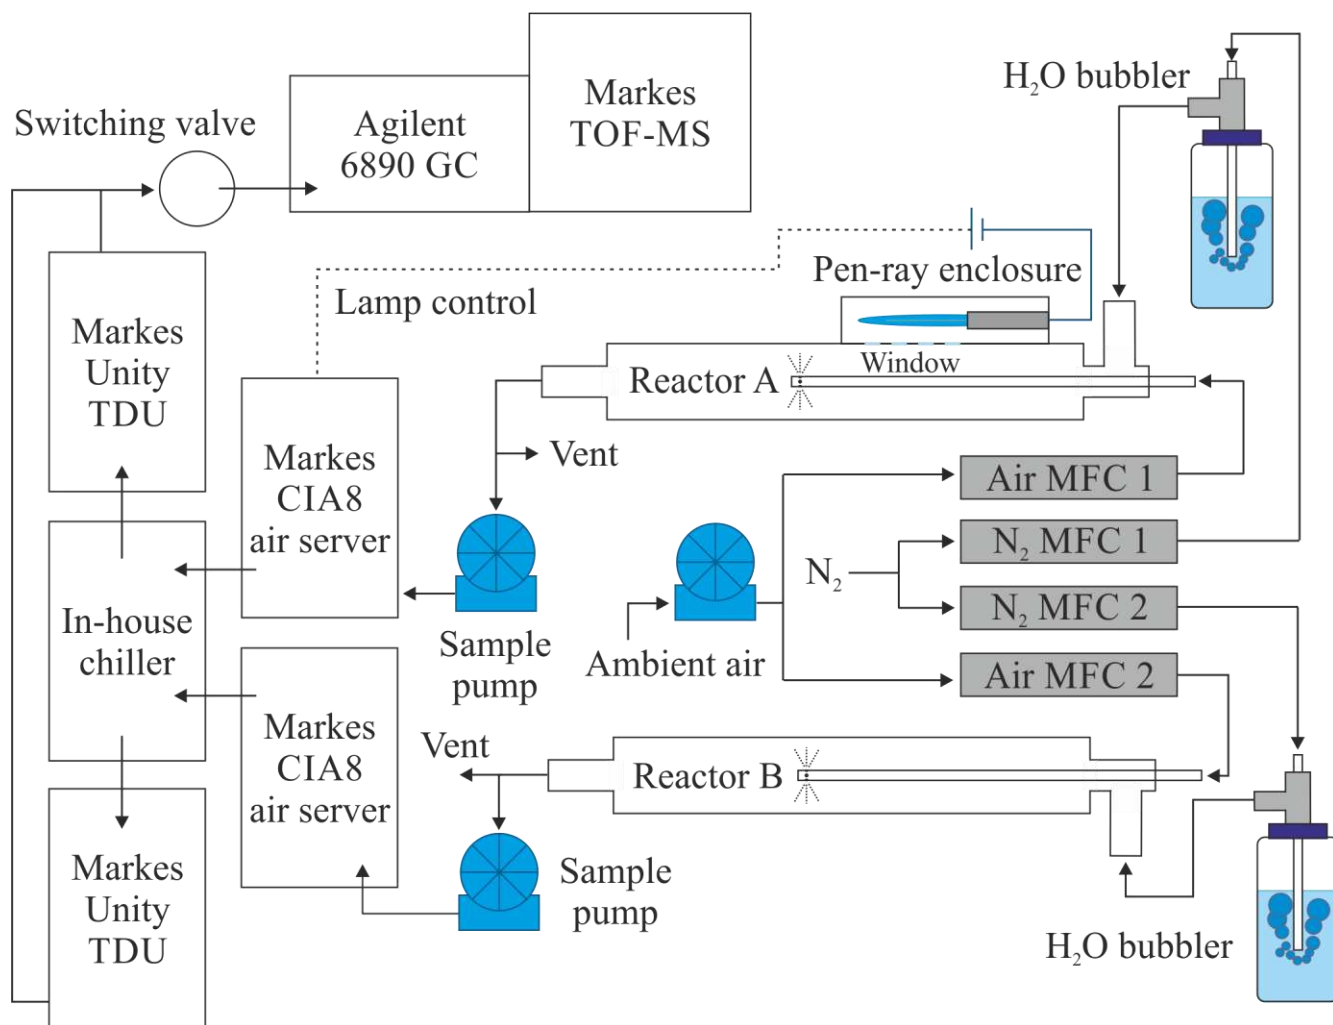 H₂O bubbler
Markes
TOF-MS
Agilent
6890 GC
Switching valve
Pen-ray enclosure
Lamp control
Window
Reactor A
Markes
Unity
TDU
Markes
CIA8
air server
Vent
Air MFC 1
N₂ MFC 1
N₂
N₂ MFC 2
Air MFC 2
Ambient air
Sample
pump
In-house
chiller
Markes
CIA8
air server
Vent
Reactor B
Sample
pump
Markes
Unity
TDU
H₂O bubbler